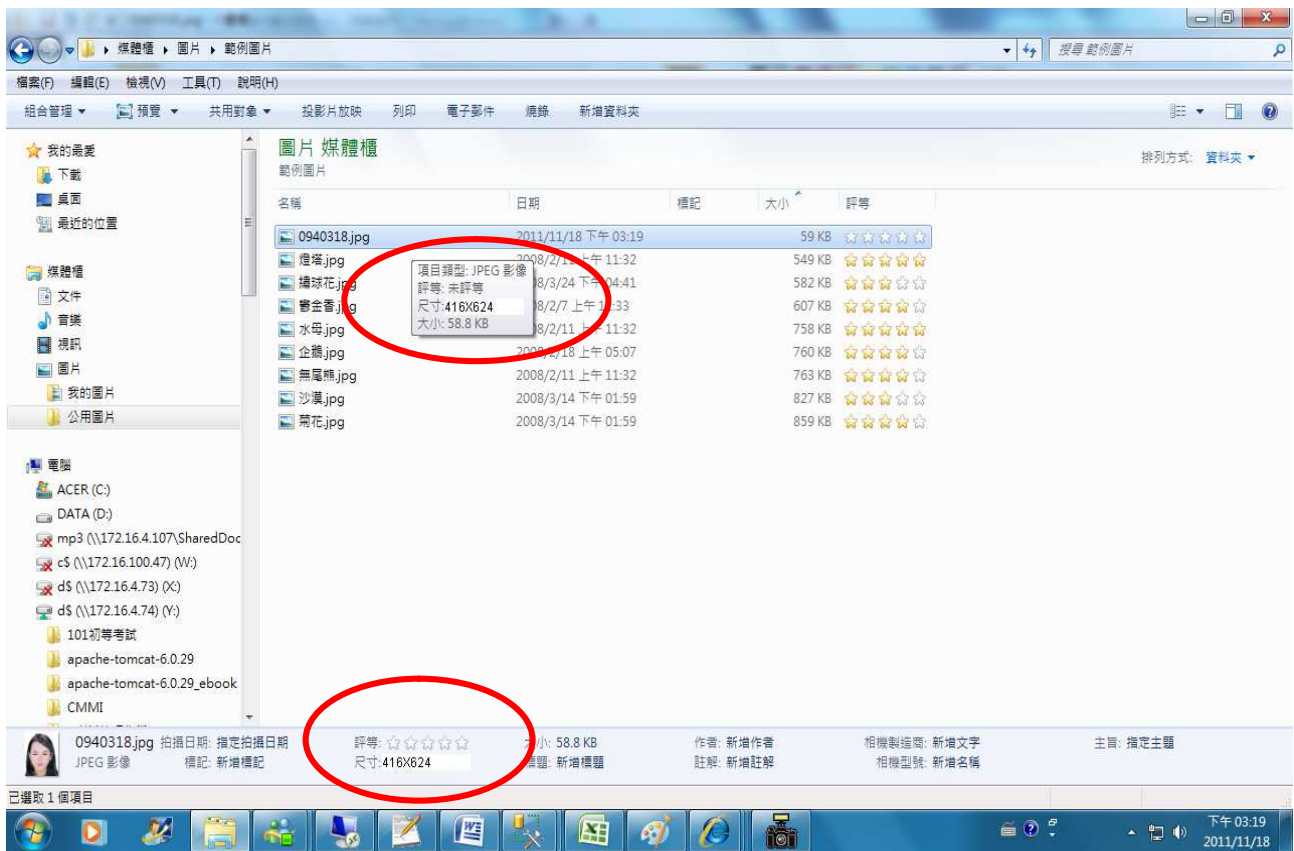 媒體櫃 ▸ 圖片 ▸ 範例圖片
搜尋 範例圖片
檔案(F) 編輯(E) 檢視(V) 工具(T) 說明(H)
組合管理 預覽 共用對象 投影片放映 列印 電子郵件 燒錄 新增資料夾
我的最愛
下載
桌面
最近的位置
媒體櫃
文件
音樂
視訊
圖片
我的圖片
公用圖片
電腦
ACER (C:)
DATA (D:)
mp3 (\\172.16.4.107\SharedDoc
c$ (\\172.16.100.47) (W:)
d$ (\\172.16.4.73) (X:)
d$ (\\172.16.4.74) (Y:)
101初等考試
apache-tomcat-6.0.29
apache-tomcat-6.0.29_ebook
CMMI
圖片 媒體櫃
範例圖片
排列方式: 資料夾
名稱 日期 標記 大小 評等
0940318.jpg 2011/11/18 下午 03:19 59 KB
燈塔.jpg 2008/2/11 上午 11:32 549 KB
繡球花.jpg 2008/3/24 下午 04:41 582 KB
鬱金香.jpg 2008/2/7 上午 11:33 607 KB
水母.jpg 2008/2/11 上午 11:32 758 KB
企鵝.jpg 2008/2/18 上午 05:07 760 KB
無尾熊.jpg 2008/2/11 上午 11:32 763 KB
沙漠.jpg 2008/3/14 下午 01:59 827 KB
菊花.jpg 2008/3/14 下午 01:59 859 KB
項目類型: JPEG 影像
評等: 未評等
尺寸:416X624
大小: 58.8 KB
0940318.jpg 拍攝日期: 指定拍攝日期 評等: 大小: 58.8 KB 作者: 新增作者 相機製造商: 新增文字 主旨: 指定主題
JPEG 影像 標記: 新增標記 尺寸:416X624 標題: 新增標題 註解: 新增註解 相機型號: 新增名稱
已選取 1 個項目
下午 03:19
2011/11/18